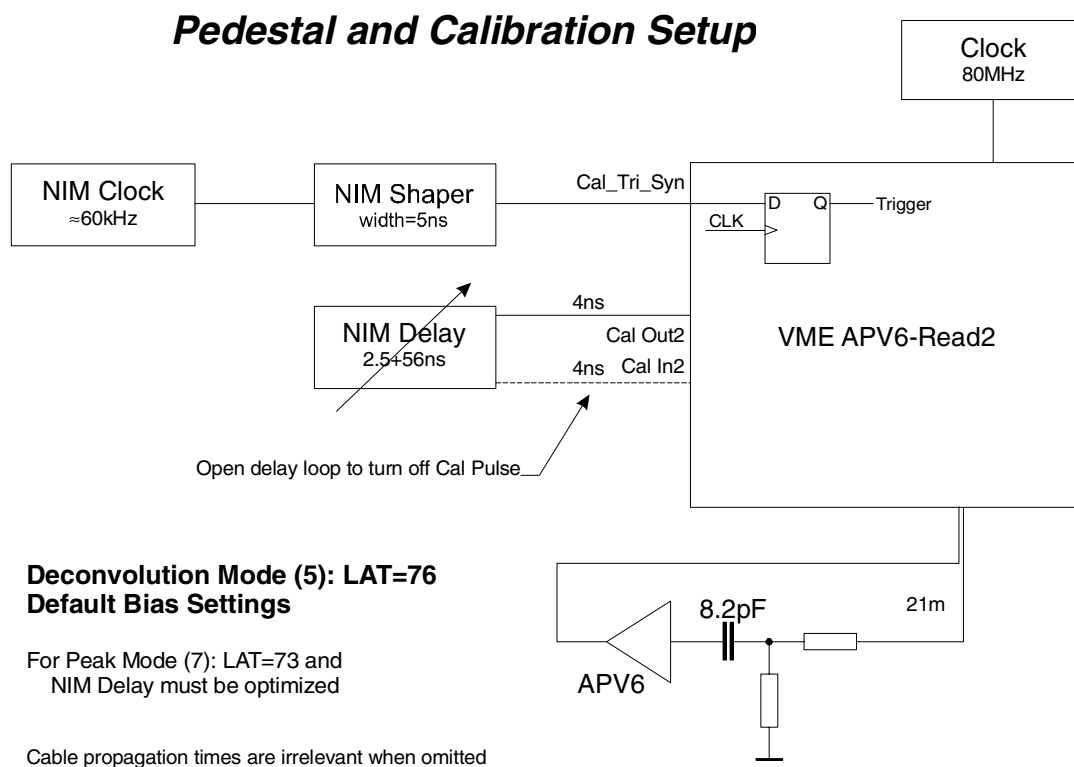 Pedestal and Calibration Setup
Clock
80MHz
NIM Clock
≈60kHz
NIM Shaper
width=5ns
Cal_Tri_Syn
D Q
Trigger
CLK
NIM Delay
2.5+56ns
4ns
Cal Out2
4ns Cal In2
VME APV6-Read2
Open delay loop to turn off Cal Pulse
Deconvolution Mode (5): LAT=76
Default Bias Settings
For Peak Mode (7): LAT=73 and
NIM Delay must be optimized
Cable propagation times are irrelevant when omitted
8.2pF
21m
APV6